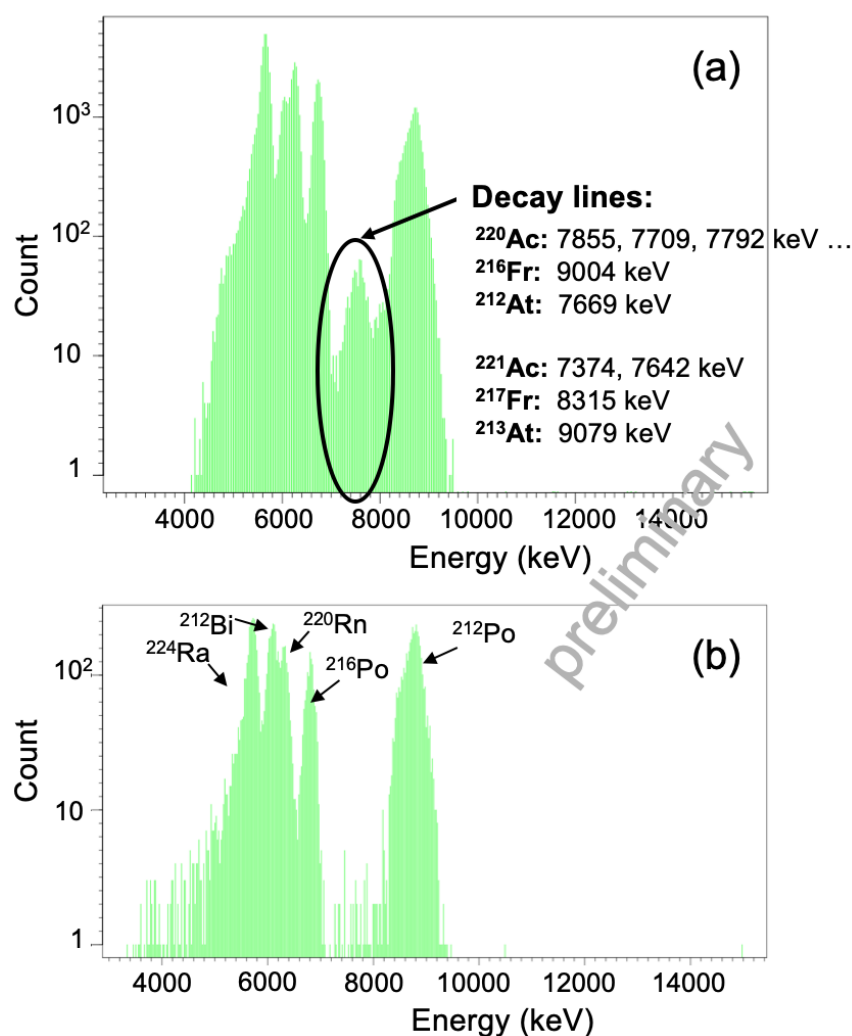 (a)
10³
10²
10
1
Count
Decay lines:
²²⁰Ac: 7855, 7709, 7792 keV ...
²¹⁶Fr: 9004 keV
²¹²At: 7669 keV
²²¹Ac: 7374, 7642 keV
²¹⁷Fr: 8315 keV
²¹³At: 9079 keV
4000 6000 8000 10000 12000 14000
Energy (keV)
preliminary
(b)
²¹²Bi
²²⁰Rn
²²⁴Ra
²¹⁶Po
²¹²Po
10²
10
1
Count
4000 6000 8000 10000 12000 14000
Energy (keV)